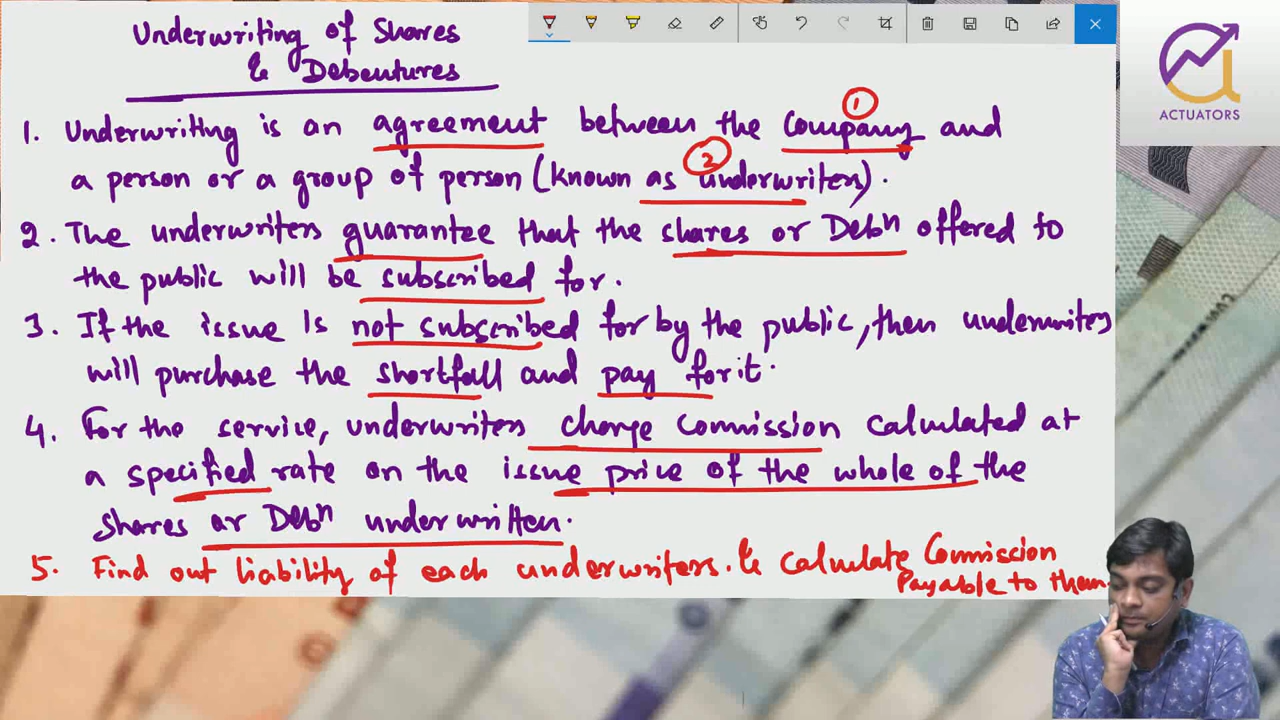 Underwriting of Shares
& Debentures
ACTUATORS
1. Underwriting is an agreement between the Company ① and
a person or a group of person (known as ② underwriters).
2. The underwriters guarantee that the shares or Debⁿ offered to
the public will be subscribed for.
3. If the issue is not subscribed for by the public, then underwriters
will purchase the shortfall and pay for it.
4. For the service, underwriters charge Commission calculated at
a specified rate on the issue price of the whole of the
shares or Debⁿ underwritten.
5. Find out liability of each underwriters. & Calculate Commission
Payable to them.